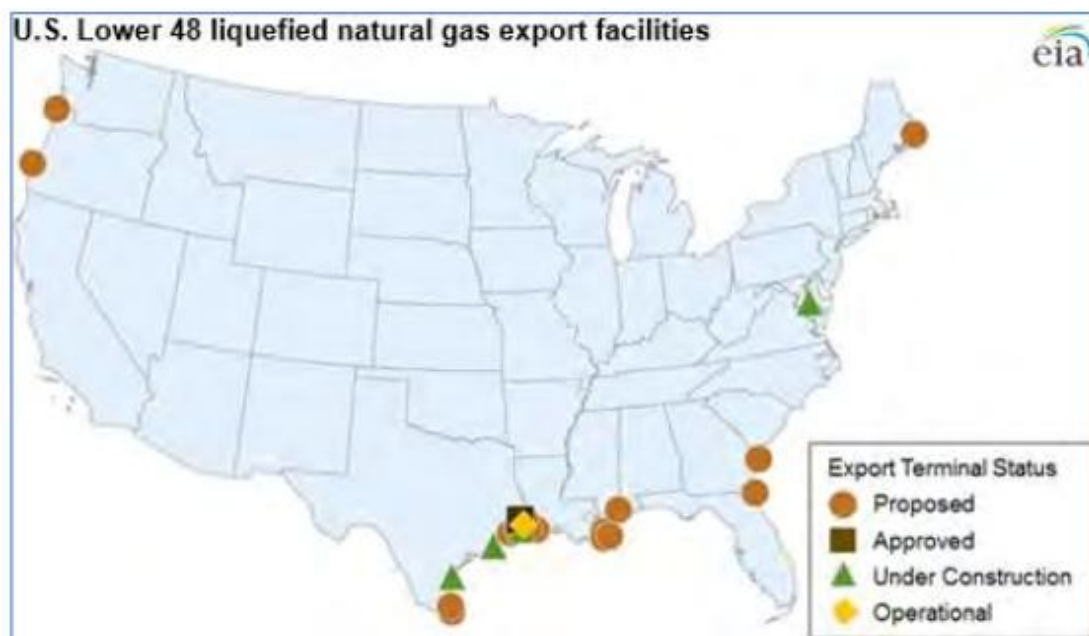 U.S. Lower 48 liquefied natural gas export facilities
eia
Export Terminal Status
Proposed
Approved
Under Construction
Operational